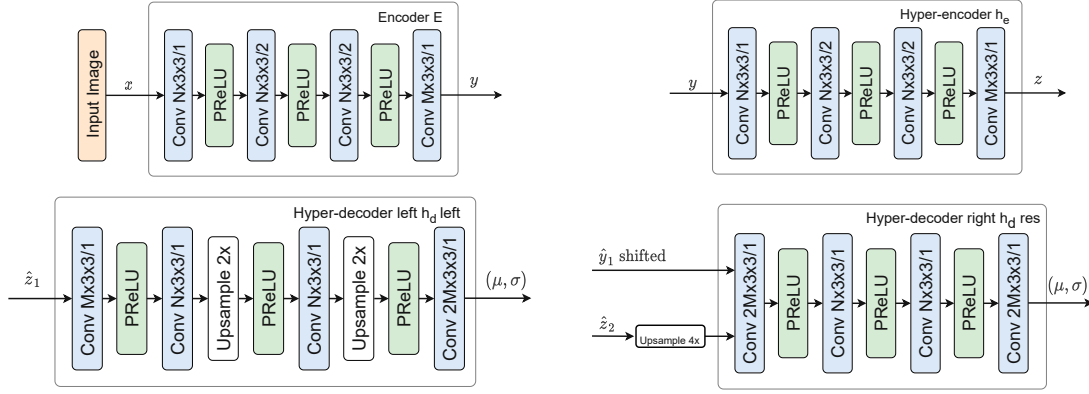 Encoder E
Input Image
x
Conv Nx3x3/1
PReLU
Conv Nx3x3/2
PReLU
Conv Nx3x3/2
PReLU
Conv Mx3x3/1
y
Hyper-encoder h_e
y
Conv Nx3x3/1
PReLU
Conv Nx3x3/2
PReLU
Conv Nx3x3/2
PReLU
Conv Mx3x3/1
z
Hyper-decoder left h_d left
ẑ₁
Conv Mx3x3/1
PReLU
Conv Nx3x3/1
Upsample 2x
PReLU
Conv Nx3x3/1
Upsample 2x
PReLU
Conv 2Mx3x3/1
(μ, σ)
Hyper-decoder right h_d res
ŷ₁ shifted
ẑ₂
Upsample 4x
Conv 2Mx3x3/1
PReLU
Conv Nx3x3/1
PReLU
Conv Nx3x3/1
PReLU
Conv 2Mx3x3/1
(μ, σ)